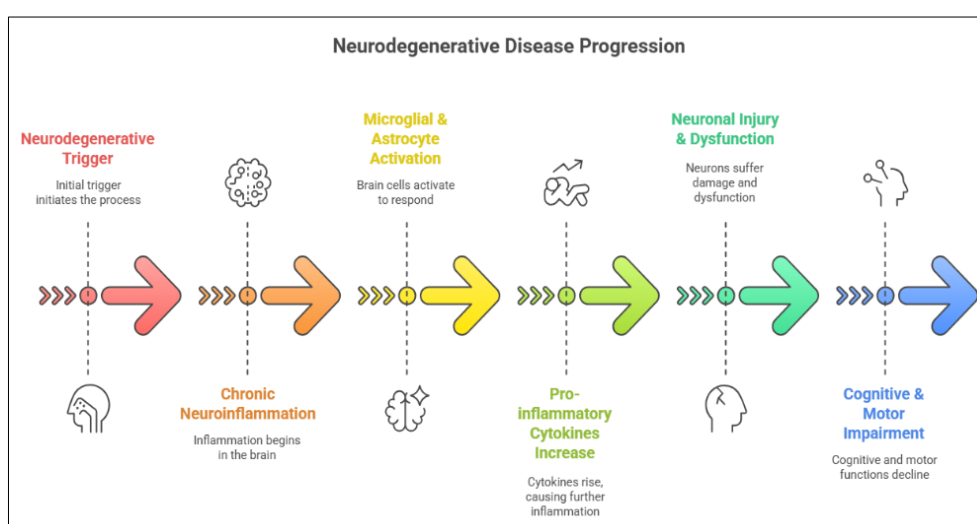 Neurodegenerative Disease Progression
Neurodegenerative
Trigger
Initial trigger
initiates the process
Chronic
Neuroinflammation
Inflammation begins
in the brain
Microglial &
Astrocyte
Activation
Brain cells activate
to respond
Pro-
inflammatory
Cytokines
Increase
Cytokines rise,
causing further
inflammation
Neuronal Injury
& Dysfunction
Neurons suffer
damage and
dysfunction
Cognitive &
Motor
Impairment
Cognitive and motor
functions decline